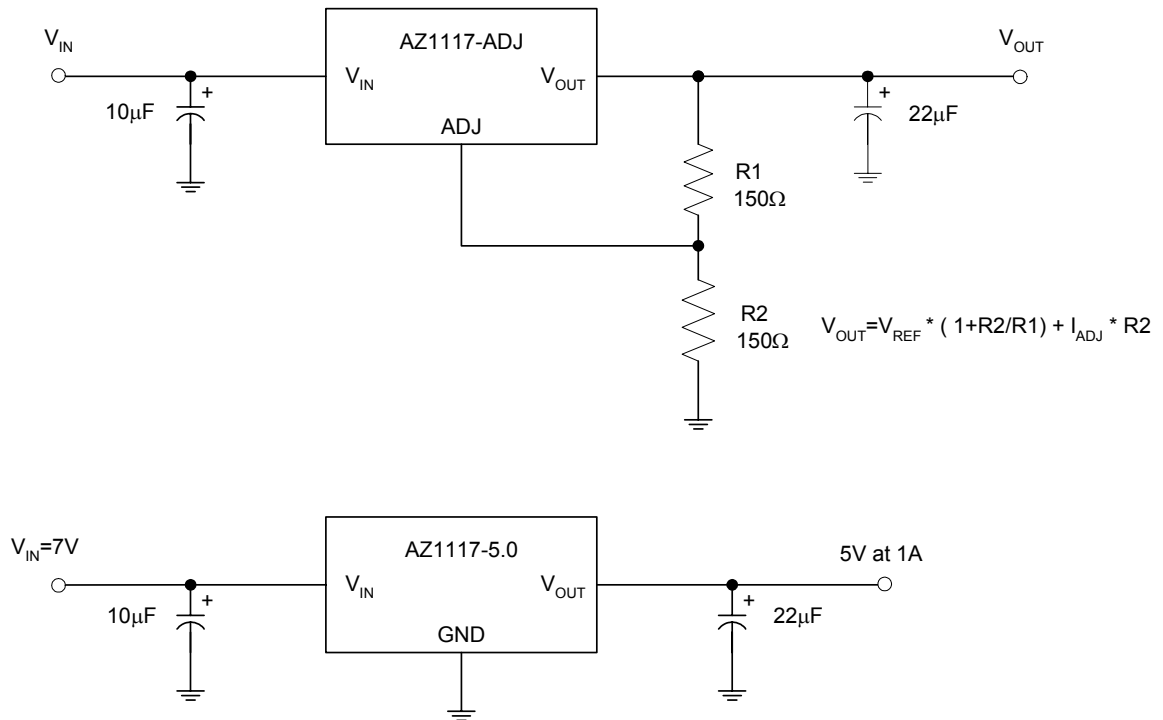 V_IN
AZ1117-ADJ
V_OUT
V_IN
V_OUT
+
10μF
ADJ
+
22μF
R1
150Ω
R2
150Ω
V_OUT=V_REF * ( 1+R2/R1) + I_ADJ * R2
V_IN=7V
AZ1117-5.0
5V at 1A
V_IN
V_OUT
+
10μF
GND
+
22μF